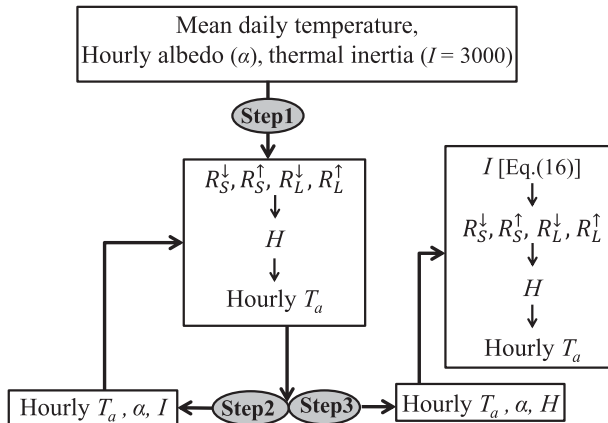 Mean daily temperature,
Hourly albedo (α), thermal inertia (I = 3000)
Step1
R_S^↓, R_S^↑, R_L^↓, R_L^↑
↓
H
↓
Hourly T_a
I [Eq.(16)]
↓
R_S^↓, R_S^↑, R_L^↓, R_L^↑
↓
H
↓
Hourly T_a
Hourly T_a , α, I
Step2
Step3
Hourly T_a, α, H